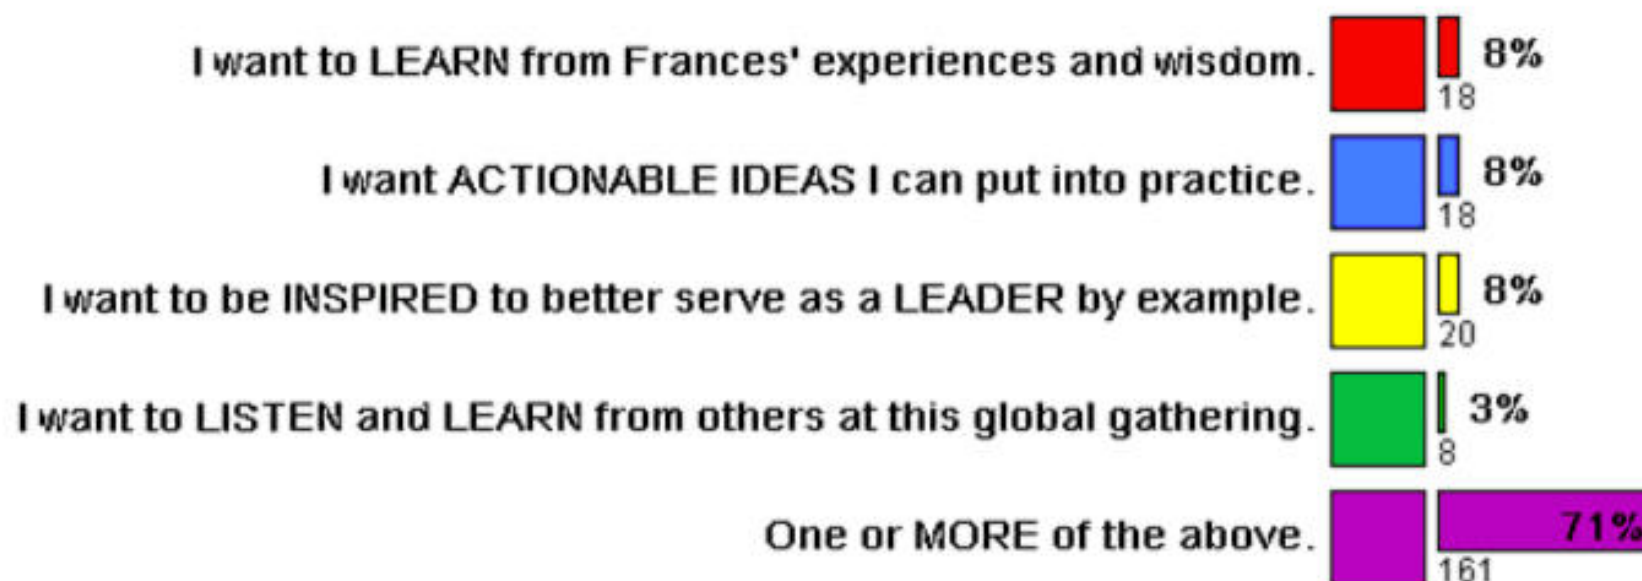 I want to LEARN from Frances' experiences and wisdom. 8%
18
I want ACTIONABLE IDEAS I can put into practice. 8%
18
I want to be INSPIRED to better serve as a LEADER by example. 8%
20
I want to LISTEN and LEARN from others at this global gathering. 3%
8
One or MORE of the above. 71%
161